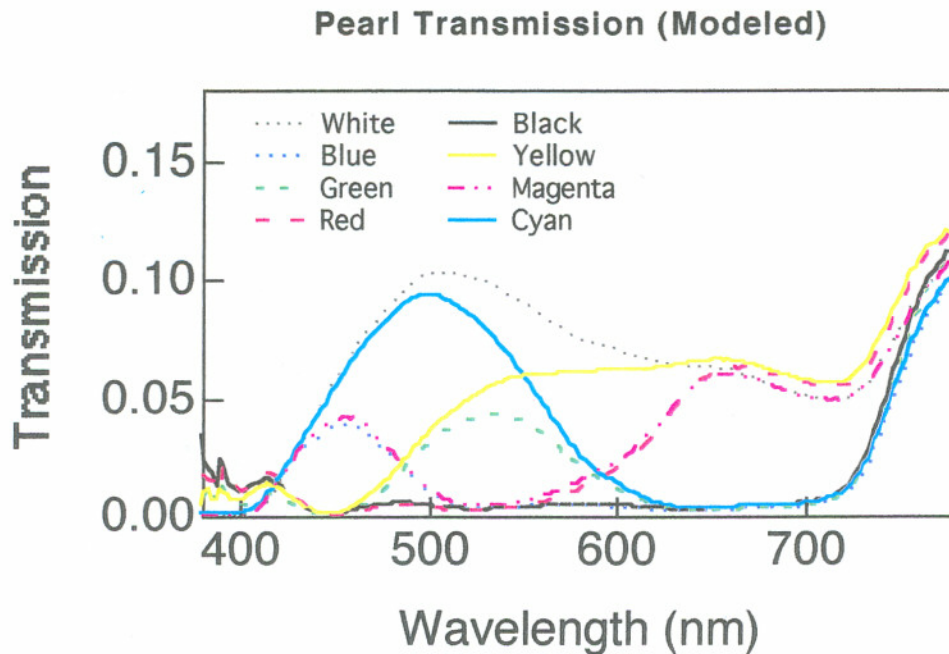 Pearl Transmission (Modeled)
White
Blue
Green
Red
Black
Yellow
Magenta
Cyan
Transmission
0.15
0.10
0.05
0.00
400 500 600 700
Wavelength (nm)